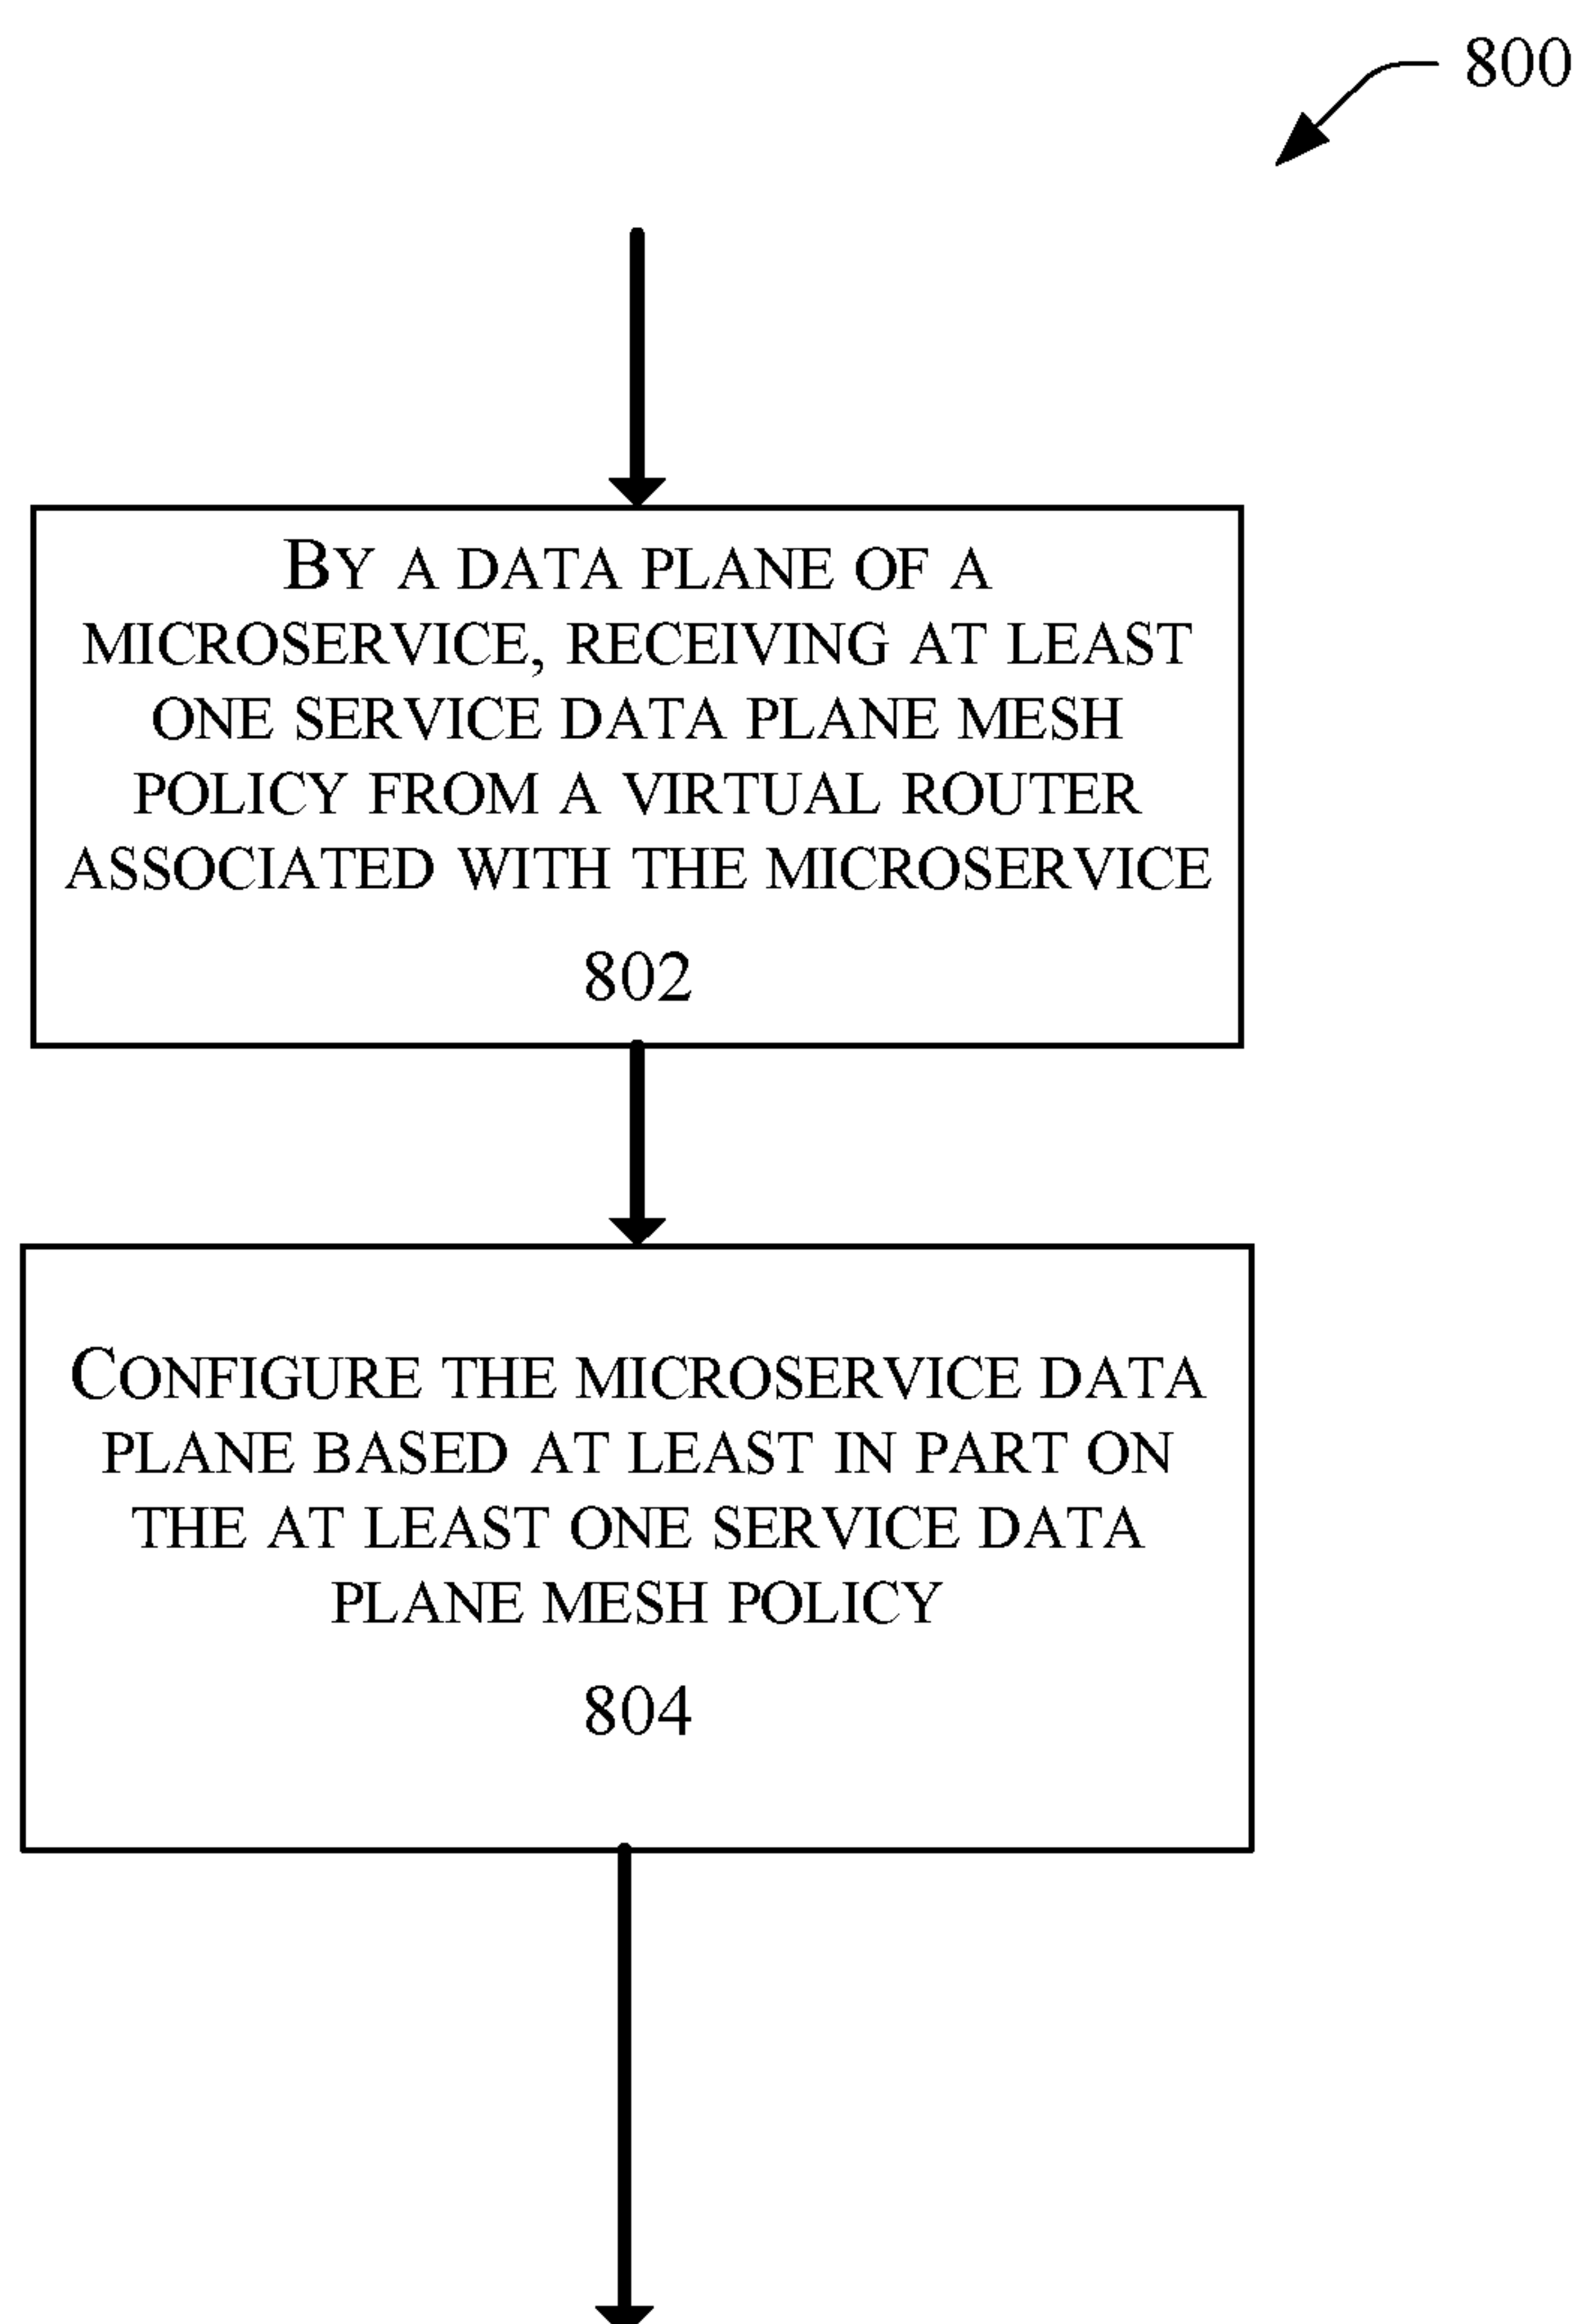 800
BY A DATA PLANE OF A
MICROSERVICE, RECEIVING AT LEAST
ONE SERVICE DATA PLANE MESH
POLICY FROM A VIRTUAL ROUTER
ASSOCIATED WITH THE MICROSERVICE
802
CONFIGURE THE MICROSERVICE DATA
PLANE BASED AT LEAST IN PART ON
THE AT LEAST ONE SERVICE DATA
PLANE MESH POLICY
804